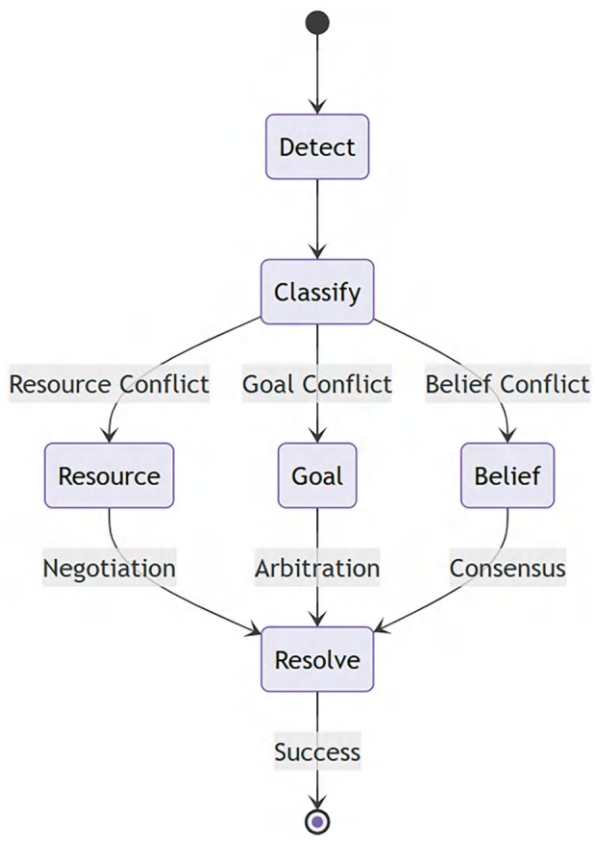 Detect
Classify
Resource Conflict
Goal Conflict
Belief Conflict
Resource
Goal
Belief
Negotiation
Arbitration
Consensus
Resolve
Success